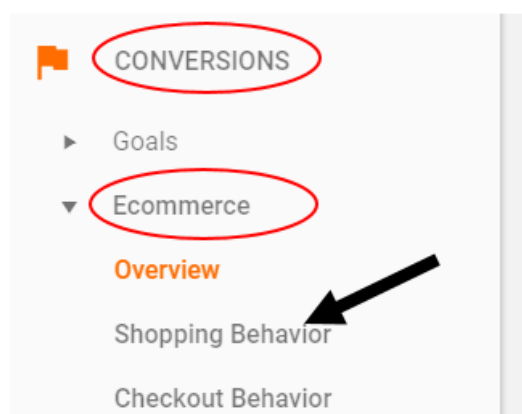 CONVERSIONS
Goals
Ecommerce
Overview
Shopping Behavior
Checkout Behavior